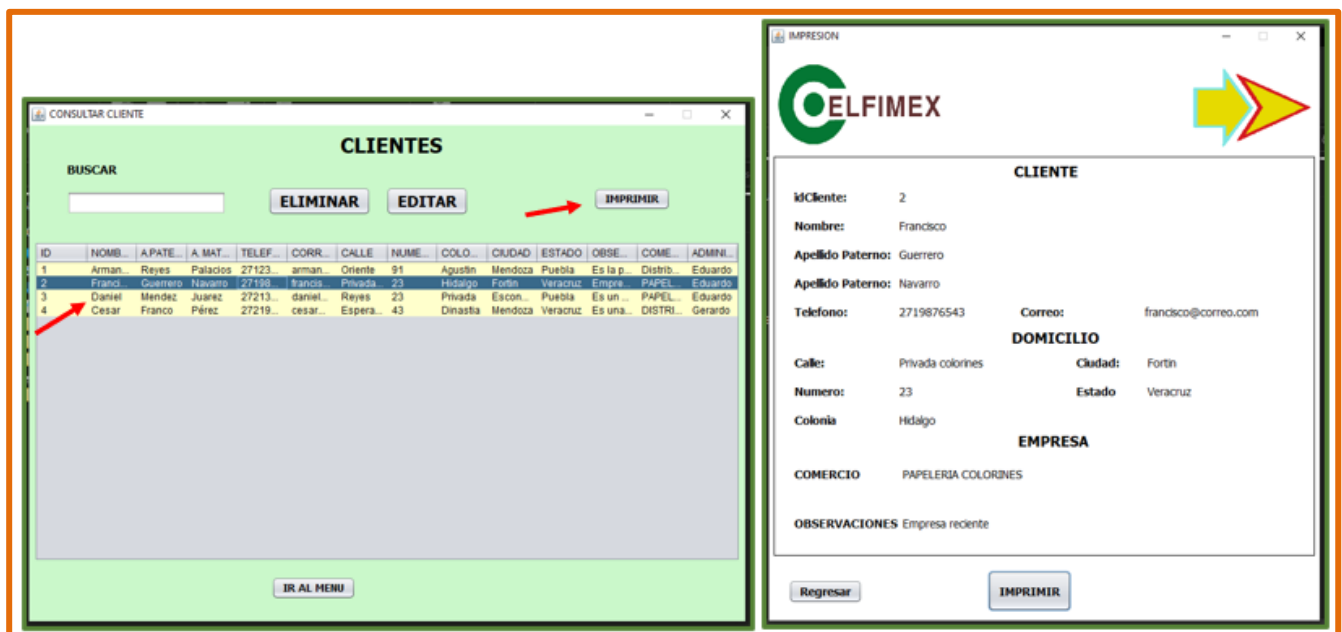 CONSULTAR CLIENTE
CLIENTES
BUSCAR
ELIMINAR EDITAR IMPRIMIR
ID NOMB... A.PATE... A. MAT... TELEF... CORR... CALLE NUME... COLO... CIUDAD ESTADO OBSE... COME... ADMINI...
1 Arman... Reyes Palacios 27123... arman... Oriente 91 Agustin Mendoza Puebla Es la p... Distrib... Eduardo
2 Franci... Guerrero Navarro 27198... francis... Privada... 23 Hidalgo Fortin Veracruz Empre... PAPEL... Eduardo
3 Daniel Mendez Juarez 27213... daniel... Reyes 23 Privada Escon... Puebla Es un ... PAPEL... Eduardo
4 Cesar Franco Pérez 27219... cesar... Espera... 43 Dinastia Mendoza Veracruz Es una... DISTRI... Gerardo
IR AL MENU
IMPRESION
CELFIMEX
CLIENTE
idCliente: 2
Nombre: Francisco
Apellido Paterno: Guerrero
Apellido Paterno: Navarro
Telefono: 2719876543 Correo: francisco@correo.com
DOMICILIO
Calle: Privada colorines Ciudad: Fortin
Numero: 23 Estado Veracruz
Colonia Hidalgo
EMPRESA
COMERCIO PAPELERIA COLORINES
OBSERVACIONES Empresa reciente
Regresar IMPRIMIR